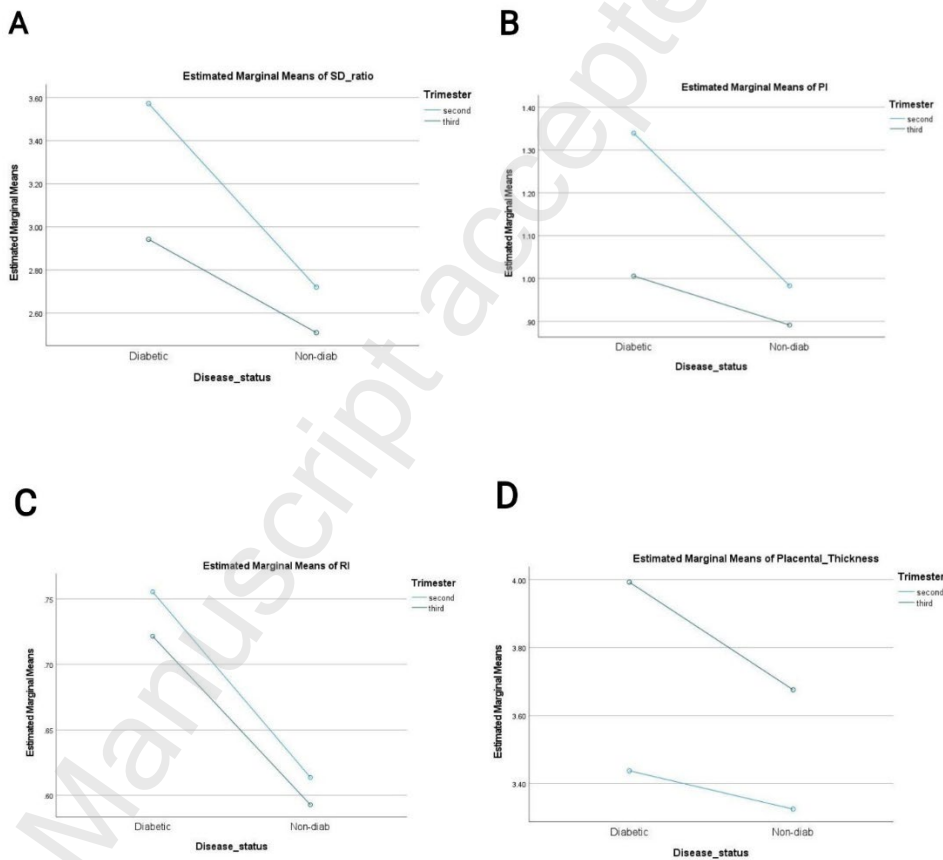 A
Estimated Marginal Means of SD_ratio
Trimester
second
third
3.60
3.40
3.20
3.00
2.80
2.60
Estimated Marginal Means
Diabetic Non-diab
Disease_status
B
Estimated Marginal Means of PI
Trimester
second
third
1.40
1.30
1.20
1.10
1.00
.90
Estimated Marginal Means
Diabetic Non-diab
Disease_status
C
Estimated Marginal Means of RI
Trimester
second
third
.75
.70
.65
.60
Estimated Marginal Means
Diabetic Non-diab
Disease_status
D
Estimated Marginal Means of Placental_Thickness
Trimester
second
third
4.00
3.80
3.60
3.40
Estimated Marginal Means
Diabetic Non-diab
Disease_status
Manuscript accepte